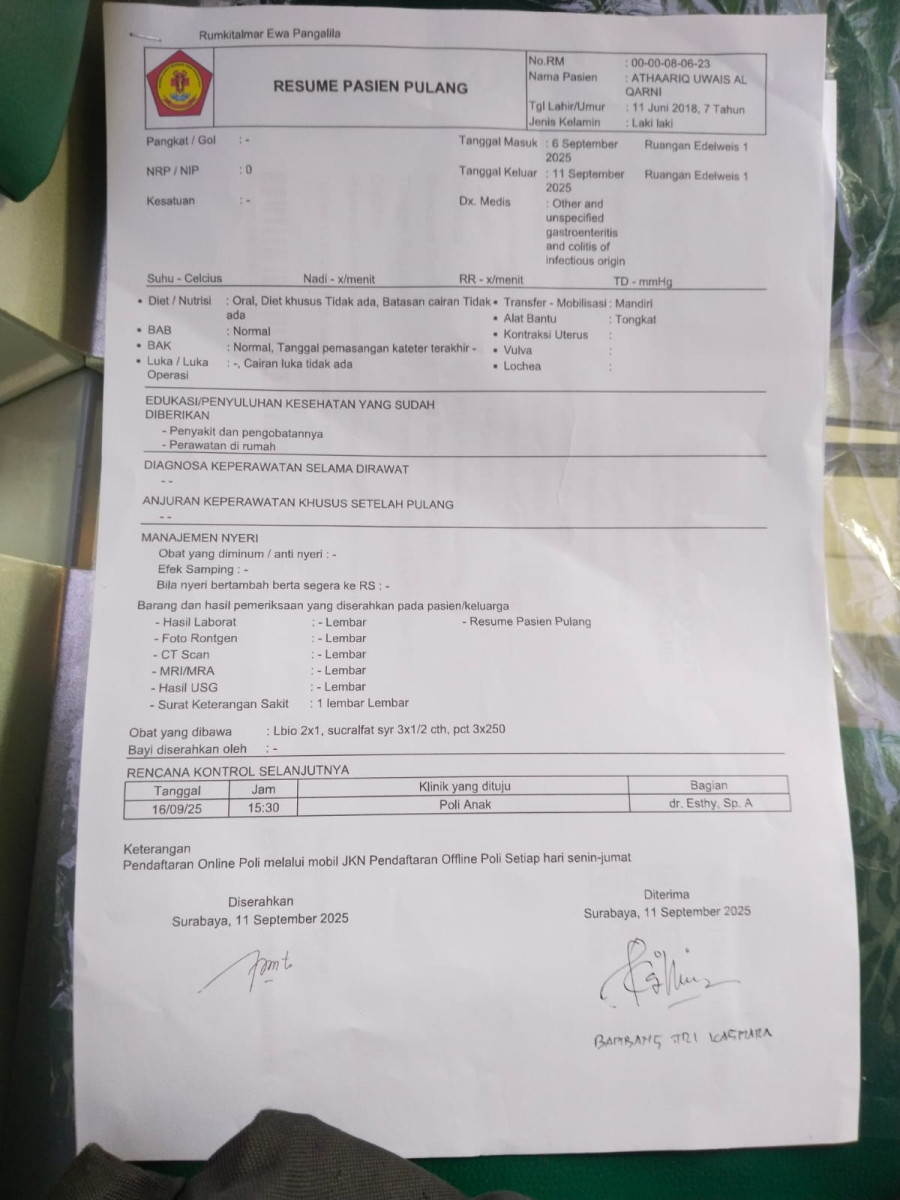 Rumkitalmar Ewa Pangalila
RESUME PASIEN PULANG
No.RM : 00-00-08-06-23
Nama Pasien : ATHAARIQ UWAIS AL
QARNI
Tgl Lahir/Umur : 11 Juni 2018, 7 Tahun
Jenis Kelamin : Laki laki
Pangkat / Gol : -
NRP / NIP : 0
Kesatuan : -
Tanggal Masuk : 6 September Ruangan Edelweis 1
2025
Tanggal Keluar : 11 September Ruangan Edelweis 1
2025
Dx. Medis : Other and
unspecified
gastroenteritis
and colitis of
infectious origin
Suhu - Celcius Nadi - x/menit RR - x/menit TD - mmHg
• Diet / Nutrisi : Oral, Diet khusus Tidak ada, Batasan cairan Tidak
ada
• BAB : Normal
• BAK : Normal, Tanggal pemasangan kateter terakhir -
• Luka / Luka : -, Cairan luka tidak ada
Operasi
• Transfer - Mobilisasi : Mandiri
• Alat Bantu : Tongkat
• Kontraksi Uterus :
• Vulva :
• Lochea :
EDUKASI/PENYULUHAN KESEHATAN YANG SUDAH
DIBERIKAN
- Penyakit dan pengobatannya
- Perawatan di rumah
DIAGNOSA KEPERAWATAN SELAMA DIRAWAT
- -
ANJURAN KEPERAWATAN KHUSUS SETELAH PULANG
- -
MANAJEMEN NYERI
Obat yang diminum / anti nyeri : -
Efek Samping : -
Bila nyeri bertambah berta segera ke RS : -
Barang dan hasil pemeriksaan yang diserahkan pada pasien/keluarga
- Hasil Laborat : - Lembar - Resume Pasien Pulang
- Foto Rontgen : - Lembar
- CT Scan : - Lembar
- MRI/MRA : - Lembar
- Hasil USG : - Lembar
- Surat Keterangan Sakit : 1 lembar Lembar
Obat yang dibawa : Lbio 2x1, sucralfat syr 3x1/2 cth, pct 3x250
Bayi diserahkan oleh : -
RENCANA KONTROL SELANJUTNYA
Tanggal Jam Klinik yang dituju Bagian
16/09/25 15:30 Poli Anak dr. Esthy, Sp. A
Keterangan
Pendaftaran Online Poli melalui mobil JKN Pendaftaran Offline Poli Setiap hari senin-jumat
Diserahkan
Surabaya, 11 September 2025
Diterima
Surabaya, 11 September 2025
BAMBANG TRI KASMARA